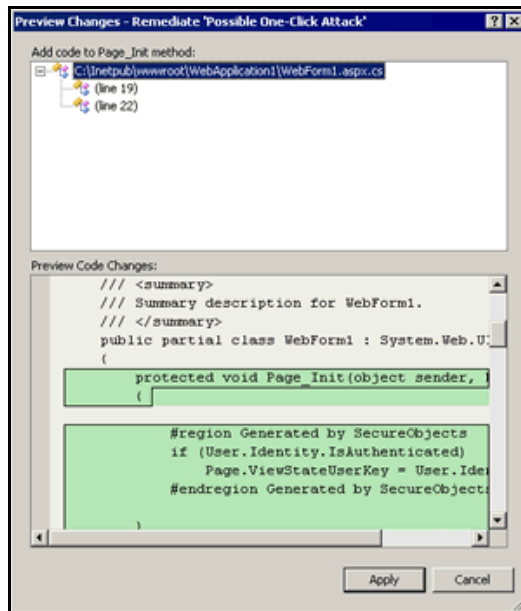 Preview Changes - Remediate 'Possible One-Click Attack'
Add code to Page_Init method:
C:\Inetpub\wwwroot\WebApplication1\WebForm1.aspx.cs
(line 19)
(line 22)
Preview Code Changes:
/// <summary>
/// Summary description for WebForm1.
/// </summary>
public partial class WebForm1 : System.Web.UI
{
protected void Page_Init(object sender,
{
#region Generated by SecureObjects
if (User.Identity.IsAuthenticated)
Page.ViewStateUserKey = User.Iden
#endregion Generated by SecureObjects
}
Apply
Cancel